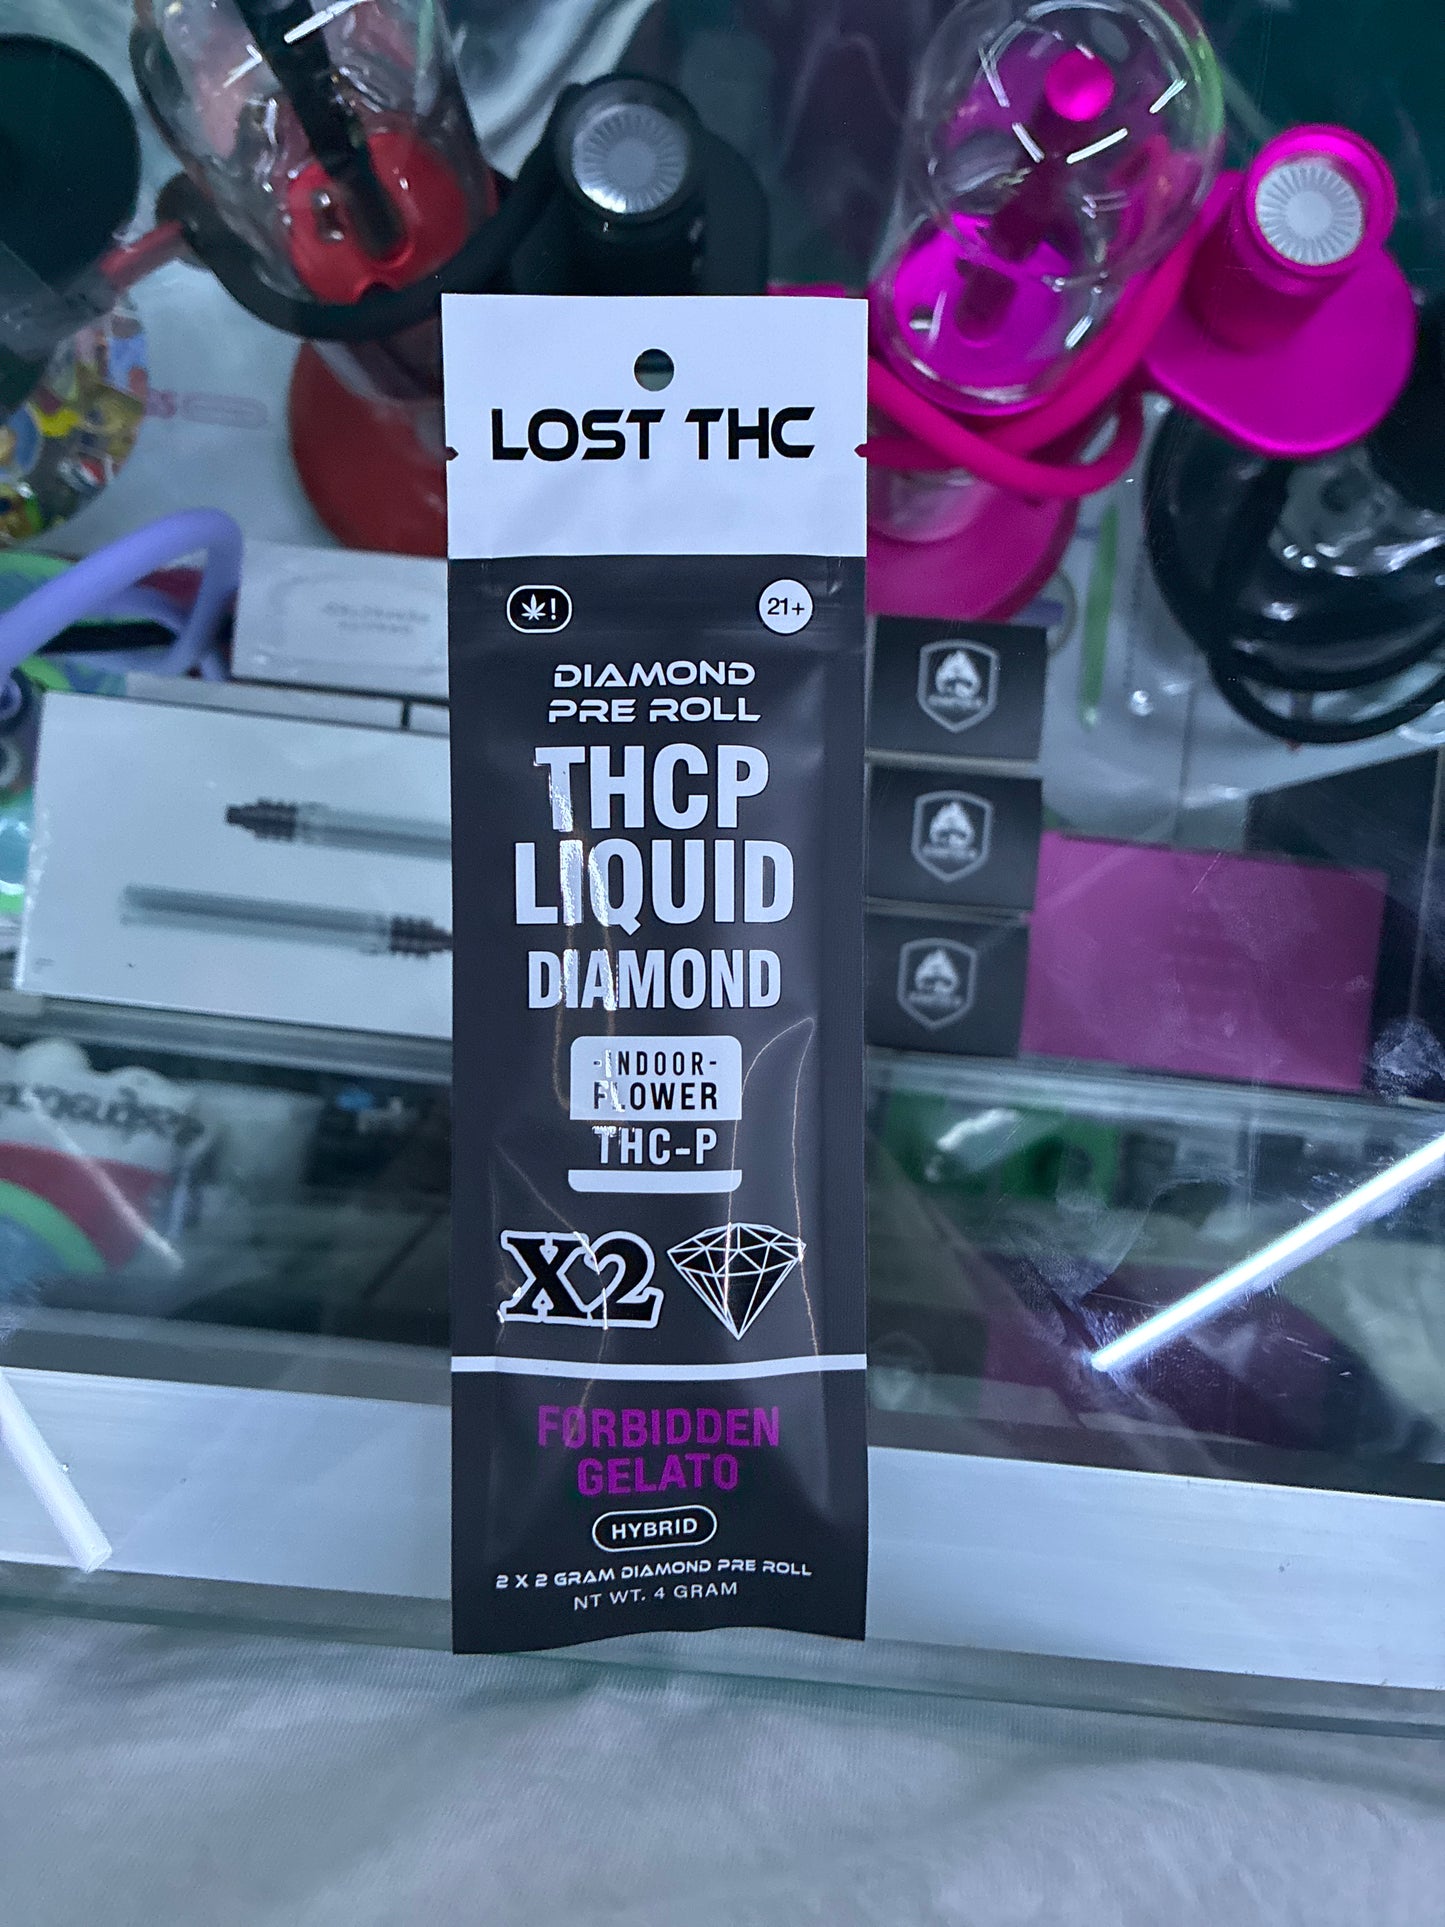 LOST THC
!
21+
DIAMOND
PRE ROLL
THCP
LIQUID
DIAMOND
-INDOOR-
FLOWER
THC-P
X2
FORBIDDEN
GELATO
HYBRID
2 X 2 GRAM DIAMOND PRE ROLL
NT WT. 4 GRAM